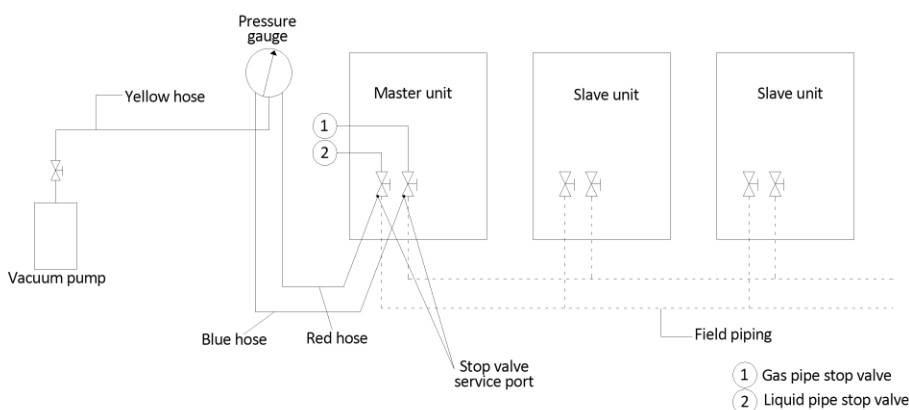 Pressure
gauge
Yellow hose
Master unit
Slave unit
Slave unit
1
2
Vacuum pump
Blue hose
Red hose
Field piping
Stop valve
service port
1 Gas pipe stop valve
2 Liquid pipe stop valve